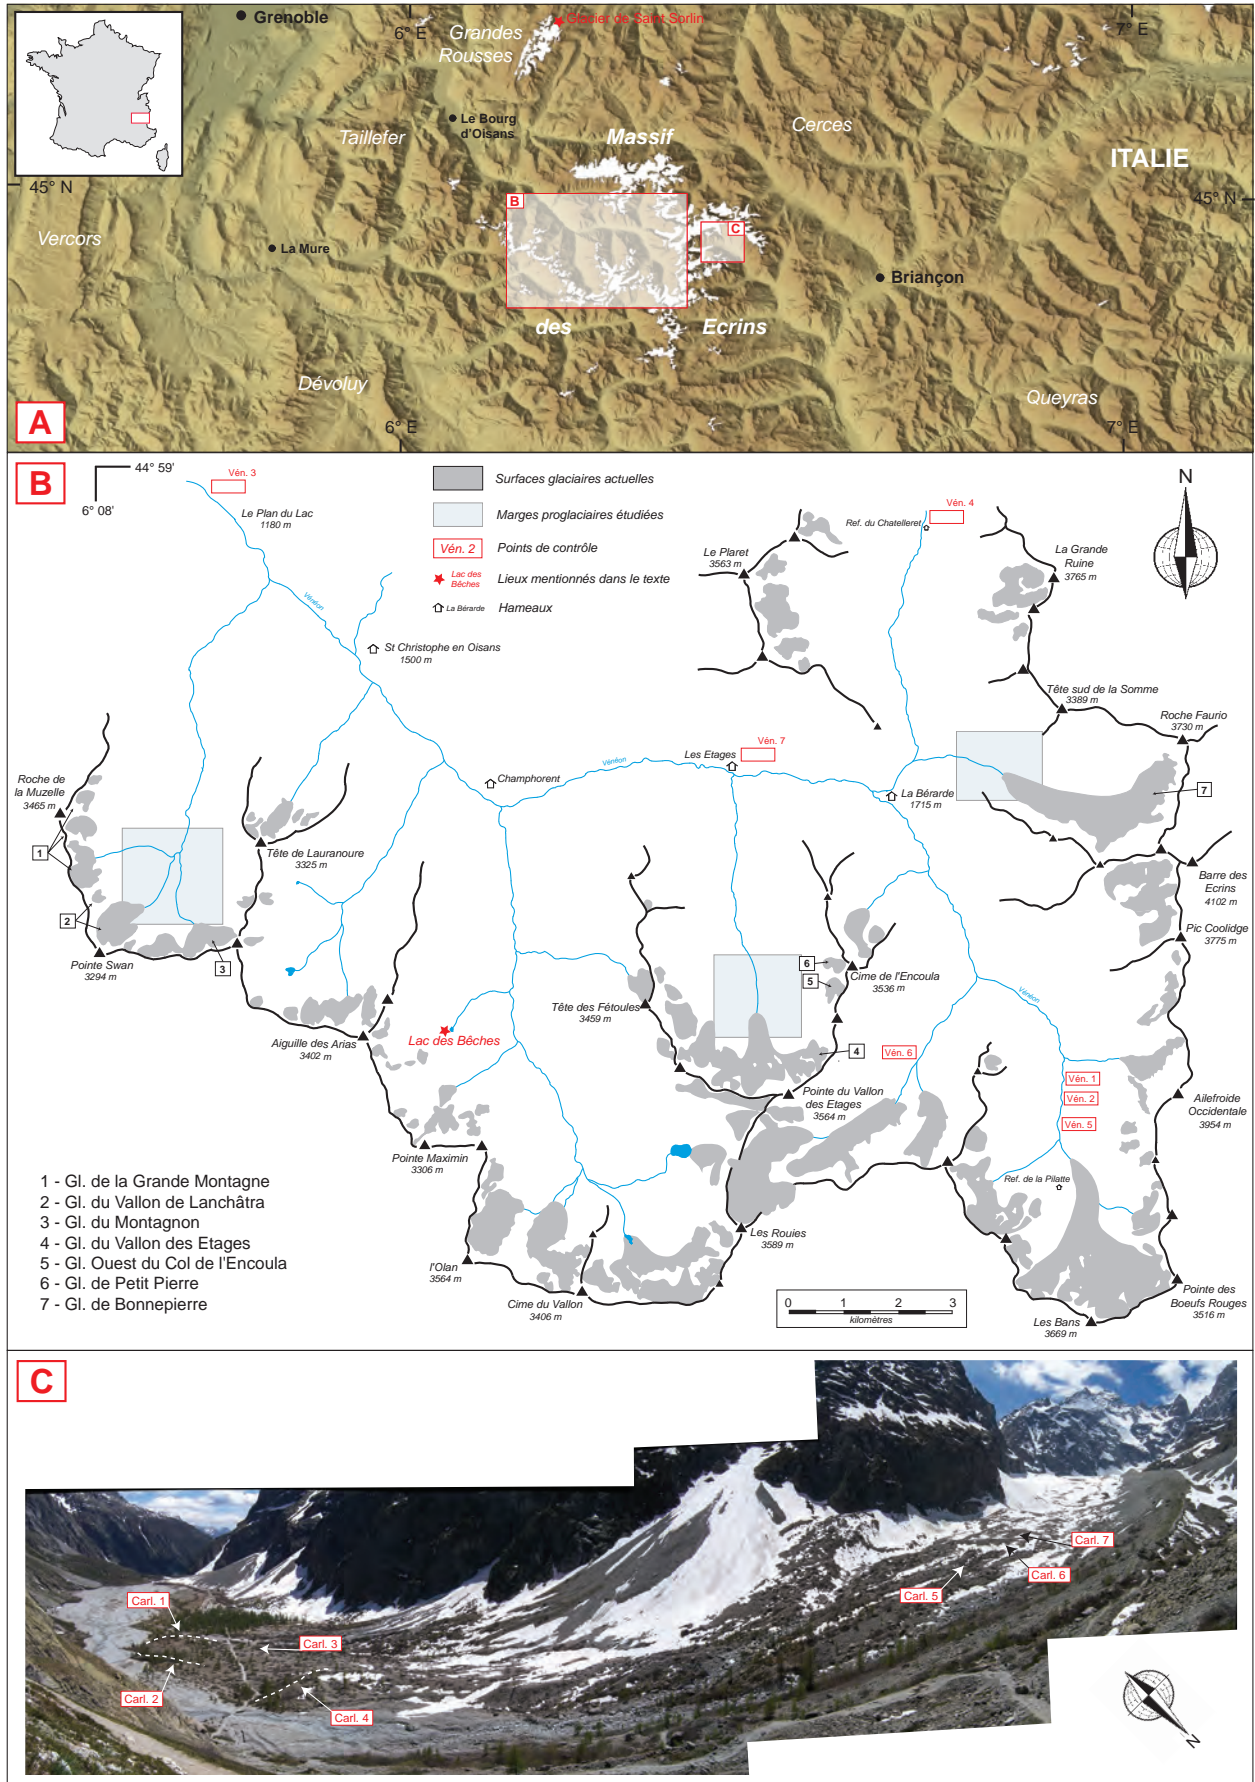 Grenoble
6° E
Grandes
Rousses
Glacier de Saint Sorlin
7° E
Le Bourg
d'Oisans
Taillefer
Massif
Cerces
ITALIE
45° N
45° N
B
C
Vercors
La Mure
Briançon
des
Ecrins
Dévoluy
Queyras
A
6° E
7° E
B
44° 59'
6° 08'
Vén. 3
Le Plan du Lac
1180 m
Surfaces glaciaires actuelles
Marges proglaciaires étudiées
Vén. 2
Points de contrôle
Lac des
Bêches
Lieux mentionnés dans le texte
La Bérarde
Hameaux
N
Vén. 4
Ref. du Chatelleret
Le Plaret
3563 m
La Grande
Ruine
3765 m
Vénéon
St Christophe en Oisans
1500 m
Tête sud de la Somme
3389 m
Roche Faurio
3730 m
Vén. 7
Les Etages
Vénéon
Champhorent
La Bérarde
1715 m
7
Roche de
la Muzelle
3465 m
1
Tête de Lauranoure
3325 m
Barre des
Ecrins
4102 m
2
Pic Coolidge
3775 m
Pointe Swan
3294 m
3
6
5
Cime de l'Encoula
3536 m
Vénéon
Tête des Fétoules
3459 m
Aiguille des Arias
3402 m
Lac des Bêches
4
Vén. 6
Vén. 1
Vén. 2
Vén. 5
Pointe du Vallon
des Etages
3564 m
Ailefroide
Occidentale
3954 m
Pointe Maximin
3306 m
Ref. de la Pilatte
1 - Gl. de la Grande Montagne
2 - Gl. du Vallon de Lanchâtra
3 - Gl. du Montagnon
4 - Gl. du Vallon des Etages
5 - Gl. Ouest du Col de l'Encoula
6 - Gl. de Petit Pierre
7 - Gl. de Bonnepierre
Les Rouies
3589 m
l'Olan
3564 m
Cime du Vallon
3406 m
0 1 2 3
kilomètres
Pointe des
Boeufs Rouges
3516 m
Les Bans
3669 m
C
Carl. 7
Carl. 6
Carl. 5
Carl. 1
Carl. 3
Carl. 2
Carl. 4
N